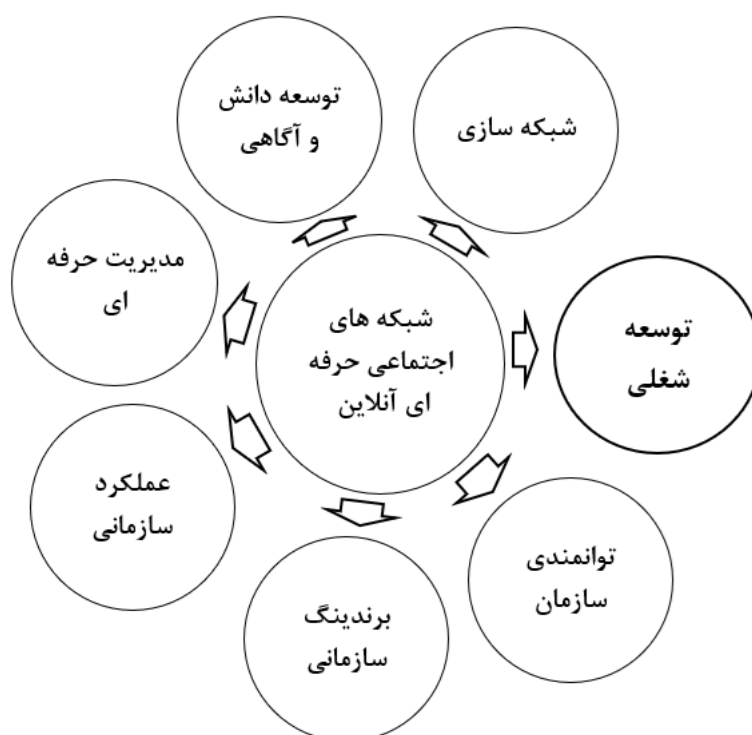 توسعه دانش
و آگاهی
شبکه سازی
مدیریت حرفه
ای
شبکه های
اجتماعی حرفه
ای آنلاین
توسعه
شغلی
عملکرد
سازمانی
توانمندی
سازمان
برندینگ
سازمانی